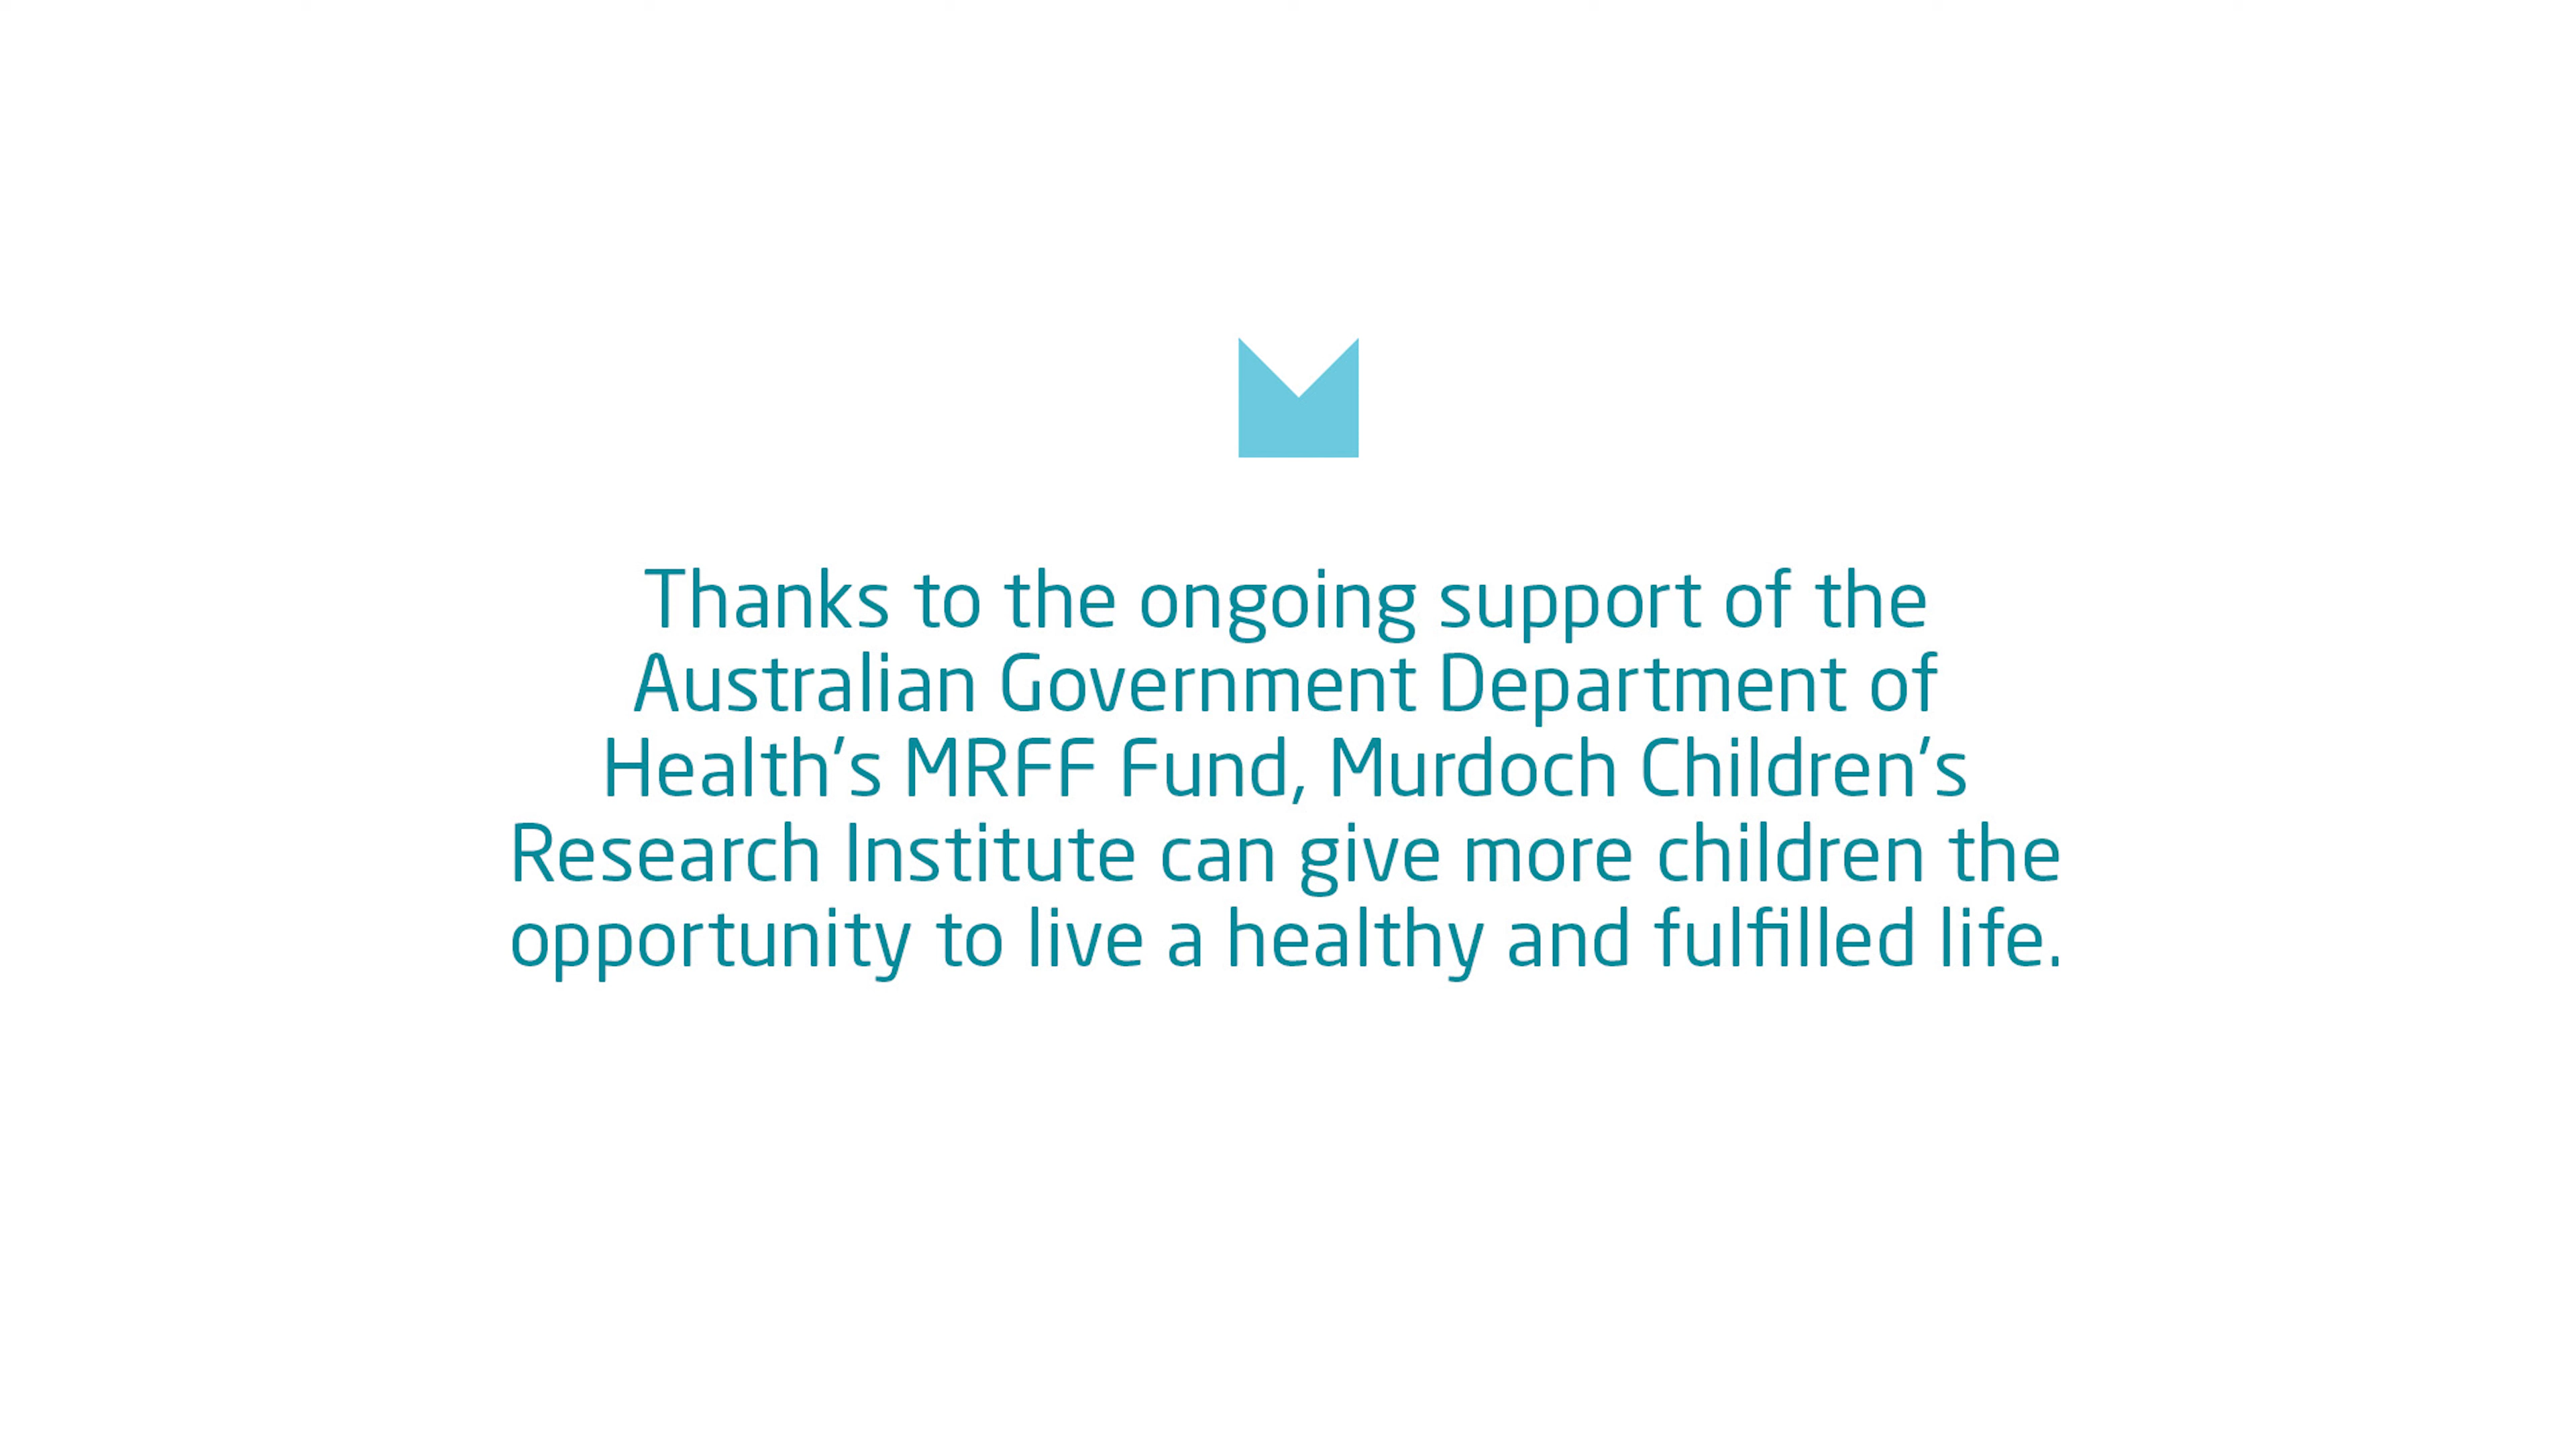 Thanks to the ongoing support of the
Australian Government Department of
Health’s MRFF Fund, Murdoch Children’s
Research Institute can give more children the
opportunity to live a healthy and fulfilled life.